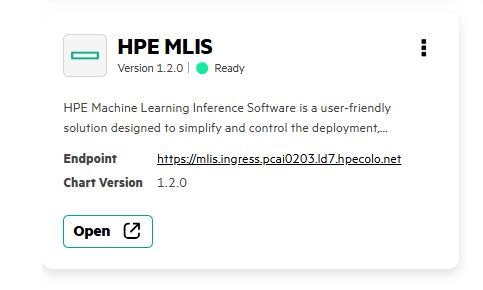 HPE MLIS
Version 1.2.0 | Ready
HPE Machine Learning Inference Software is a user-friendly
solution designed to simplify and control the deployment,...
Endpoint https://mlis.ingress.pcai0203.ld7.hpecolo.net
Chart Version 1.2.0
Open